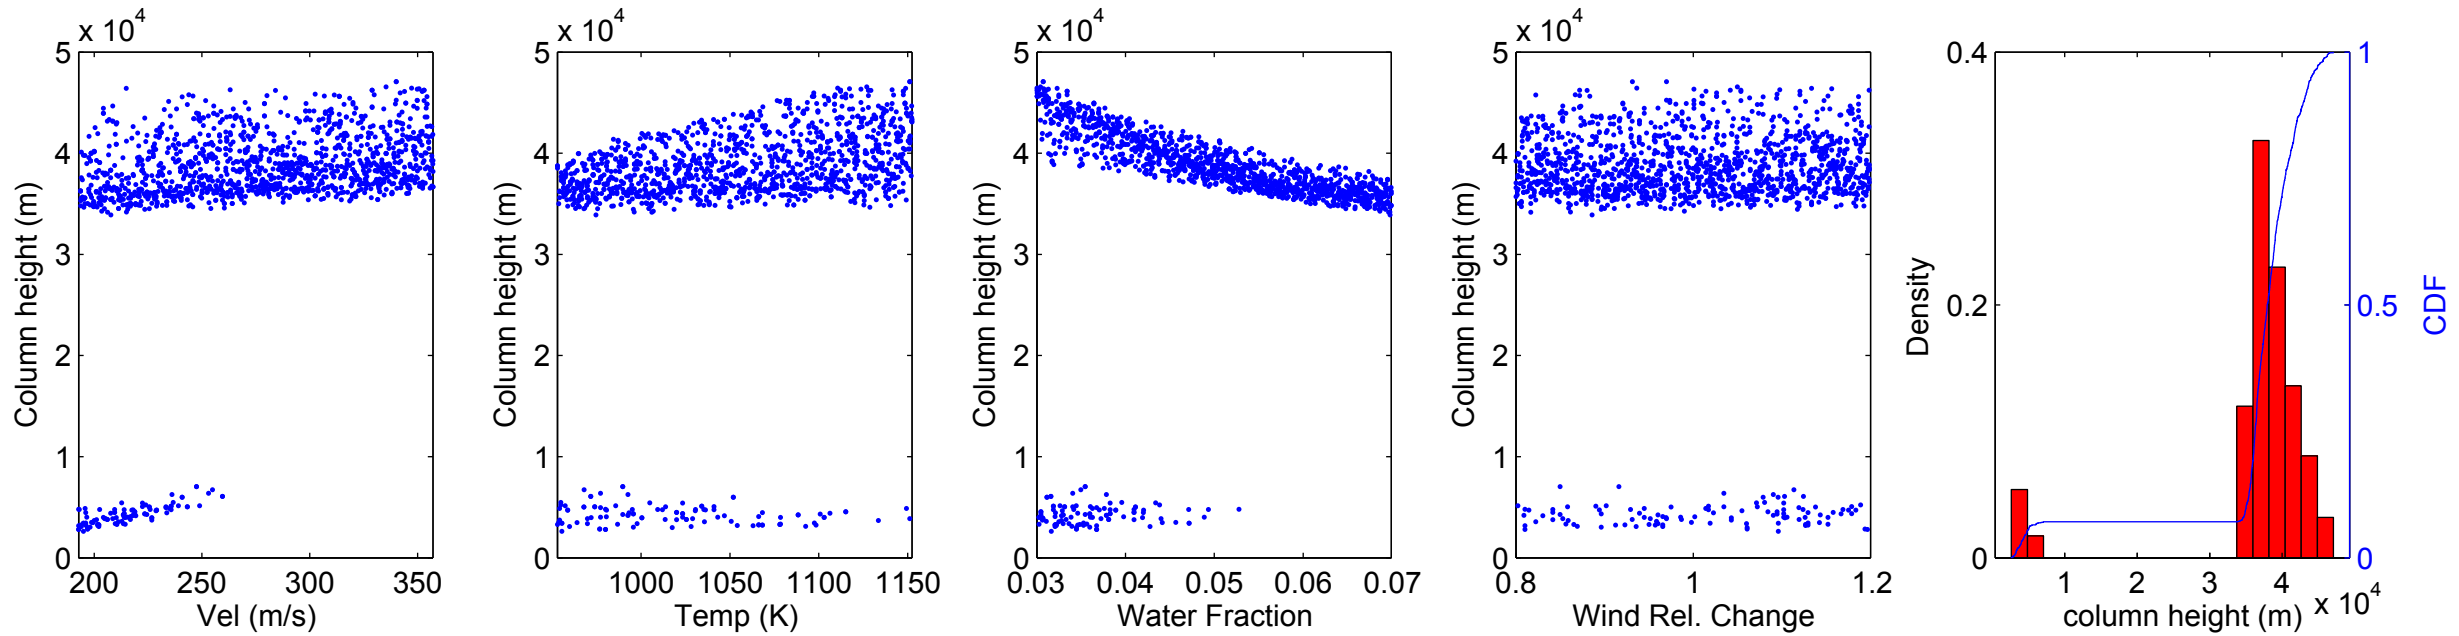 x 10^4
5
4
3
2
1
0
Column height (m)
200 250 300 350
Vel (m/s)
x 10^4
5
4
3
2
1
0
Column height (m)
1000 1050 1100 1150
Temp (K)
x 10^4
5
4
3
2
1
0
Column height (m)
0.03 0.04 0.05 0.06 0.07
Water Fraction
x 10^4
5
4
3
2
1
0
Column height (m)
0.8 1 1.2
Wind Rel. Change
0.4
0.2
0
Density
1 2 3 4
x 10^4
column height (m)
1
0.5
0
CDF